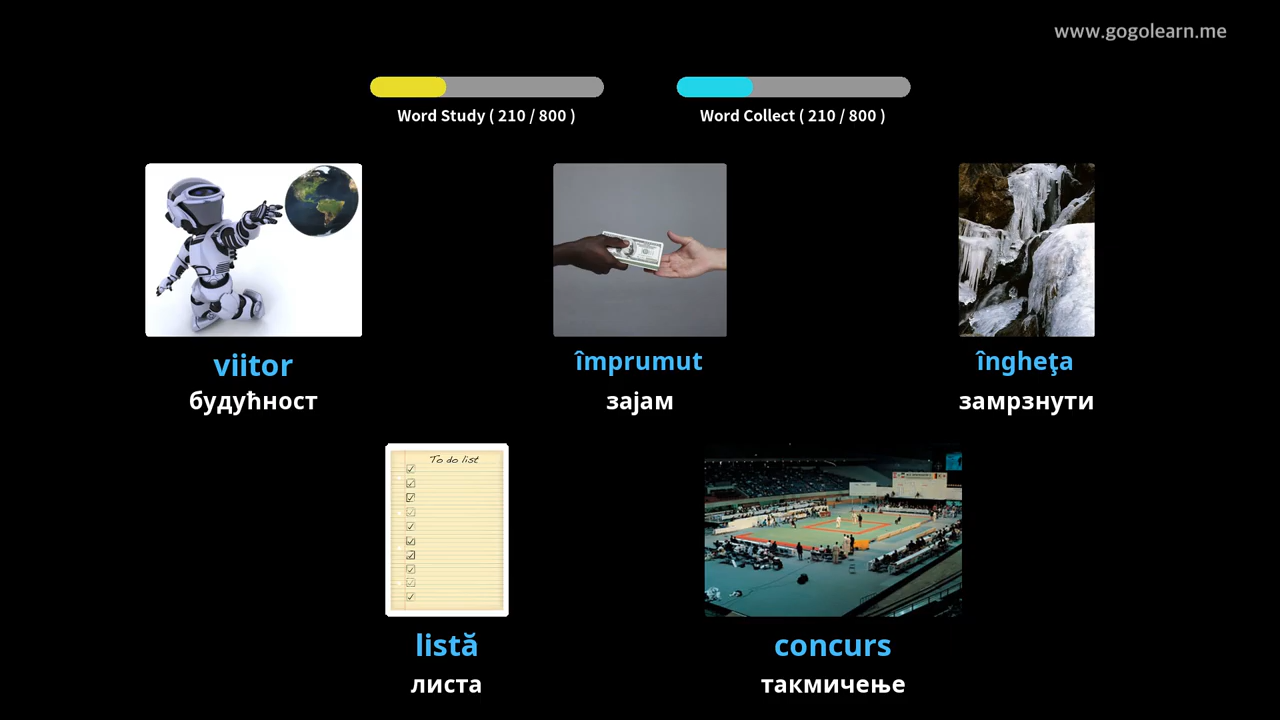 www.gogolearn.me
Word Study ( 210 / 800 )
Word Collect ( 210 / 800 )
viitor
будућност
împrumut
зајам
îngheţa
замрзнути
To do list
listă
листа
concurs
такмичење